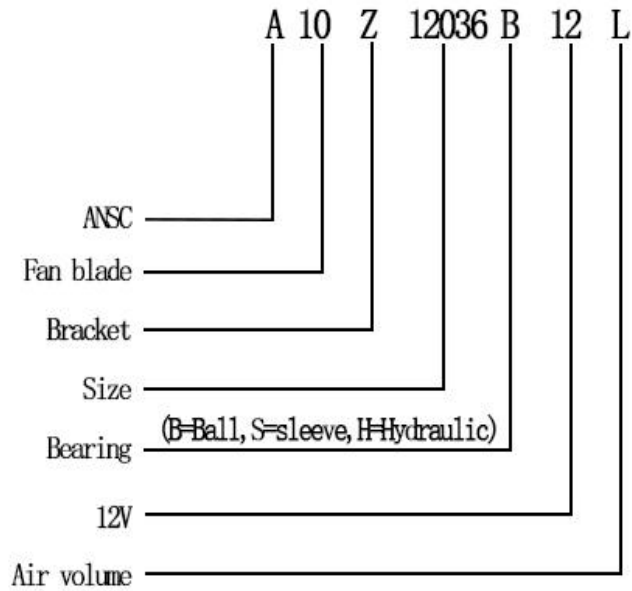 A 10 Z 12036 B 12 L
ANSC
Fan blade
Bracket
Size
(B=Ball, S=sleeve, H=Hydraulic)
Bearing
12V
Air volume